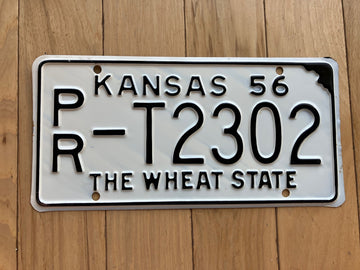 KANSAS 56
PR-T2302
THE WHEAT STATE